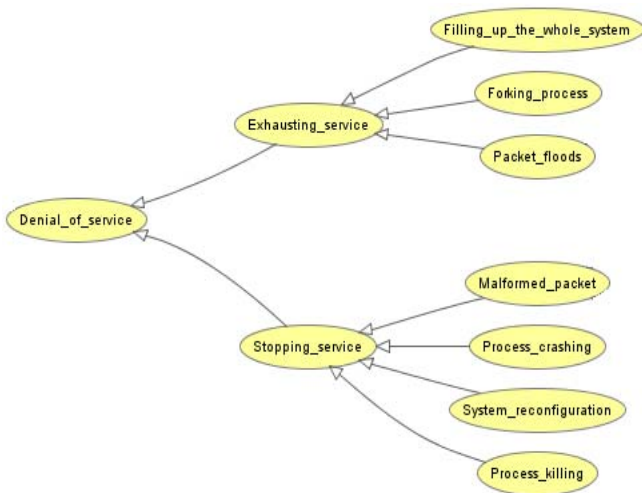 Filling_up_the_whole_system
Forking_process
Exhausting_service
Packet_floods
Denial_of_service
Malformed_packet
Stopping_service
Process_crashing
System_reconfiguration
Process_killing